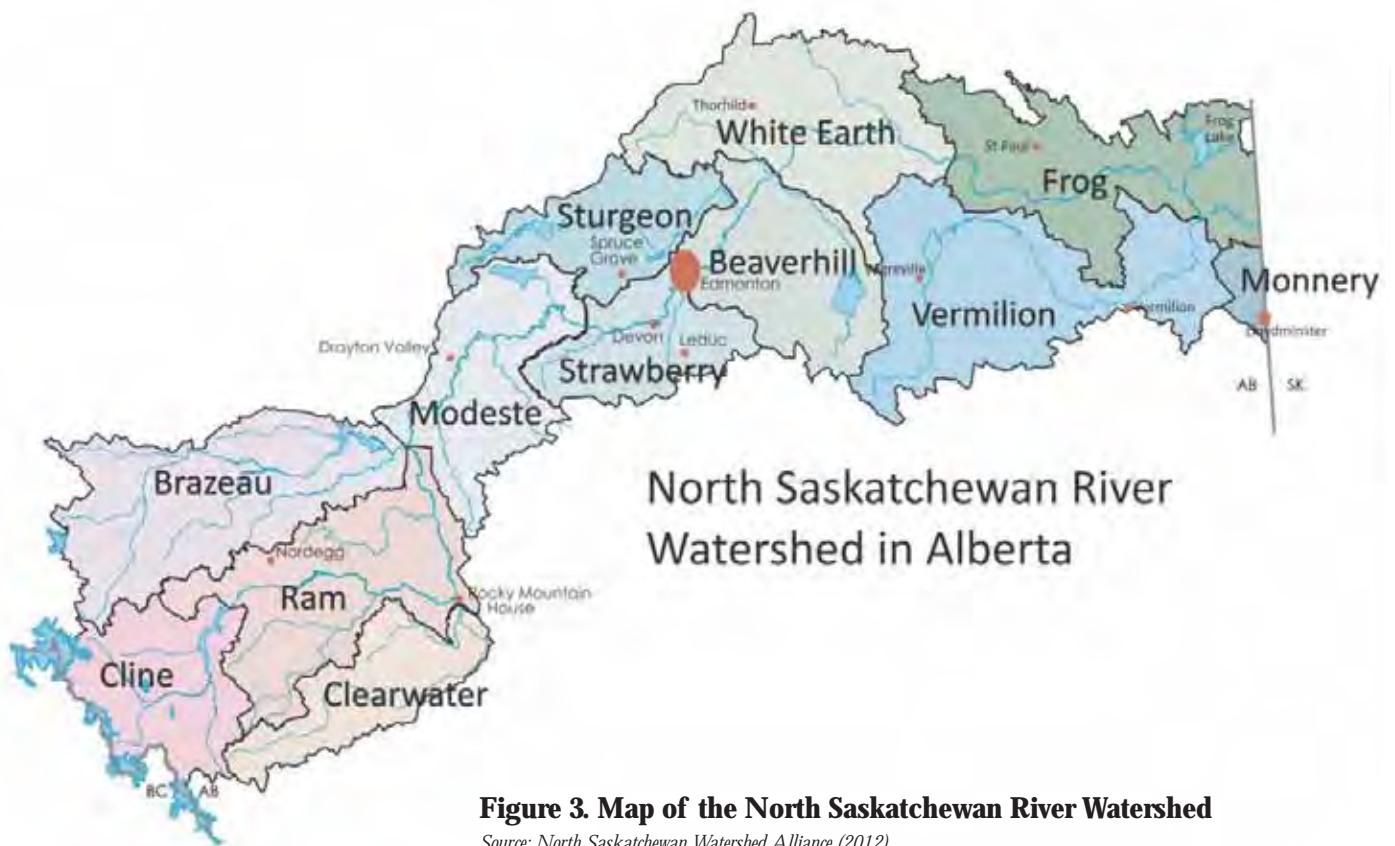 Thorhild
White Earth
Frog
Lake
St Paul
Frog
Sturgeon
Spruce
Grove
Beaverhill
Edmonton
Monnery
Vermilion
Vermilion
Devon
Leduc
Drayton Valley
Strawberry
AB SK
Modeste
Brazeau
North Saskatchewan River
Watershed in Alberta
Nordegg
Ram
Rocky Mountain
House
Cline
Clearwater
BC AB
Figure 3. Map of the North Saskatchewan River Watershed
Source: North Saskatchewan Watershed Alliance (2012)